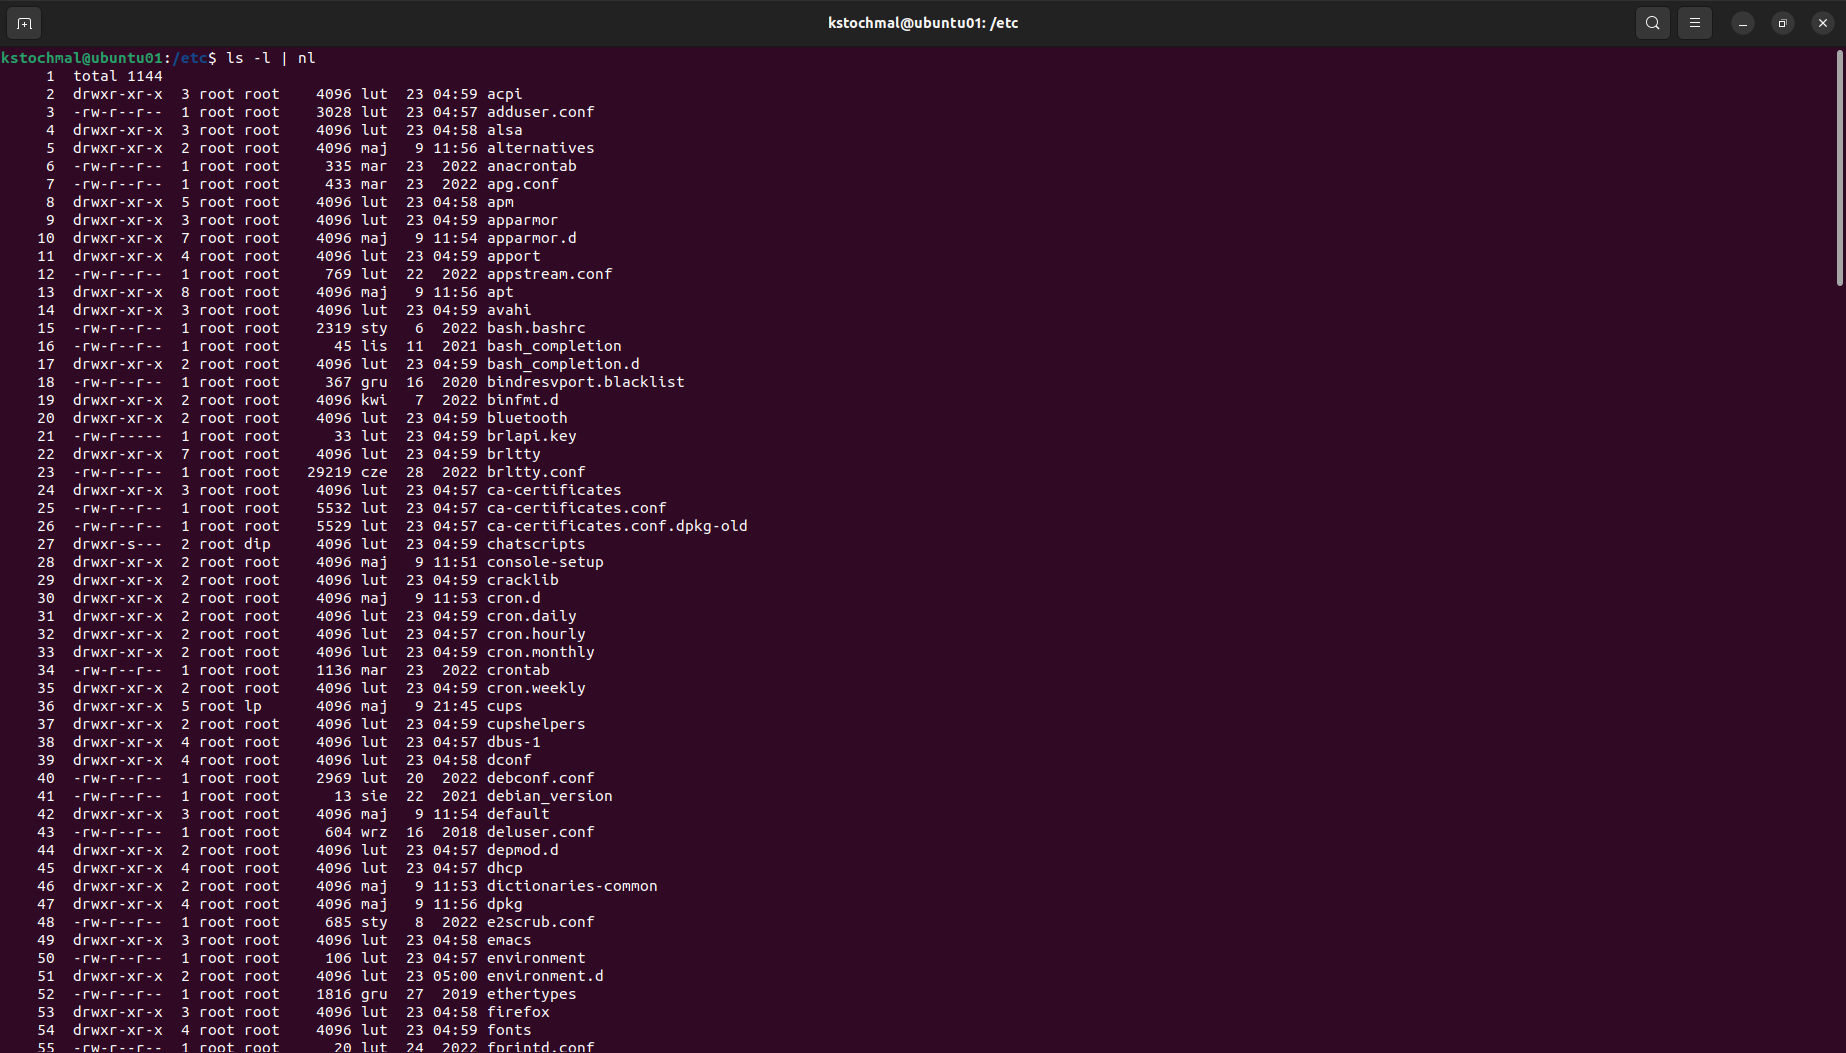 kstochmal@ubuntu01: /etc
kstochmal@ubuntu01:/etc$ ls -l | nl
     1  total 1144
     2  drwxr-xr-x  3 root root    4096 lut  23 04:59 acpi
     3  -rw-r--r--  1 root root    3028 lut  23 04:57 adduser.conf
     4  drwxr-xr-x  3 root root    4096 lut  23 04:58 alsa
     5  drwxr-xr-x  2 root root    4096 maj   9 11:56 alternatives
     6  -rw-r--r--  1 root root     335 mar  23  2022 anacrontab
     7  -rw-r--r--  1 root root     433 mar  23  2022 apg.conf
     8  drwxr-xr-x  5 root root    4096 lut  23 04:58 apm
     9  drwxr-xr-x  3 root root    4096 lut  23 04:59 apparmor
    10  drwxr-xr-x  7 root root    4096 maj   9 11:54 apparmor.d
    11  drwxr-xr-x  4 root root    4096 lut  23 04:59 apport
    12  -rw-r--r--  1 root root     769 lut  22  2022 appstream.conf
    13  drwxr-xr-x  8 root root    4096 maj   9 11:56 apt
    14  drwxr-xr-x  3 root root    4096 lut  23 04:59 avahi
    15  -rw-r--r--  1 root root    2319 sty   6  2022 bash.bashrc
    16  -rw-r--r--  1 root root      45 lis  11  2021 bash_completion
    17  drwxr-xr-x  2 root root    4096 lut  23 04:59 bash_completion.d
    18  -rw-r--r--  1 root root     367 gru  16  2020 bindresvport.blacklist
    19  drwxr-xr-x  2 root root    4096 kwi   7  2022 binfmt.d
    20  drwxr-xr-x  2 root root    4096 lut  23 04:59 bluetooth
    21  -rw-r-----  1 root root      33 lut  23 04:59 brlapi.key
    22  drwxr-xr-x  7 root root    4096 lut  23 04:59 brltty
    23  -rw-r--r--  1 root root   29219 cze  28  2022 brltty.conf
    24  drwxr-xr-x  3 root root    4096 lut  23 04:57 ca-certificates
    25  -rw-r--r--  1 root root    5532 lut  23 04:57 ca-certificates.conf
    26  -rw-r--r--  1 root root    5529 lut  23 04:57 ca-certificates.conf.dpkg-old
    27  drwxr-s---  2 root dip     4096 lut  23 04:59 chatscripts
    28  drwxr-xr-x  2 root root    4096 maj   9 11:51 console-setup
    29  drwxr-xr-x  2 root root    4096 lut  23 04:59 cracklib
    30  drwxr-xr-x  2 root root    4096 maj   9 11:53 cron.d
    31  drwxr-xr-x  2 root root    4096 lut  23 04:59 cron.daily
    32  drwxr-xr-x  2 root root    4096 lut  23 04:57 cron.hourly
    33  drwxr-xr-x  2 root root    4096 lut  23 04:59 cron.monthly
    34  -rw-r--r--  1 root root    1136 mar  23  2022 crontab
    35  drwxr-xr-x  2 root root    4096 lut  23 04:59 cron.weekly
    36  drwxr-xr-x  5 root lp      4096 maj   9 21:45 cups
    37  drwxr-xr-x  2 root root    4096 lut  23 04:59 cupshelpers
    38  drwxr-xr-x  4 root root    4096 lut  23 04:57 dbus-1
    39  drwxr-xr-x  4 root root    4096 lut  23 04:58 dconf
    40  -rw-r--r--  1 root root    2969 lut  20  2022 debconf.conf
    41  -rw-r--r--  1 root root      13 sie  22  2021 debian_version
    42  drwxr-xr-x  3 root root    4096 maj   9 11:54 default
    43  -rw-r--r--  1 root root     604 wrz  16  2018 deluser.conf
    44  drwxr-xr-x  2 root root    4096 lut  23 04:57 depmod.d
    45  drwxr-xr-x  4 root root    4096 lut  23 04:57 dhcp
    46  drwxr-xr-x  2 root root    4096 maj   9 11:53 dictionaries-common
    47  drwxr-xr-x  4 root root    4096 maj   9 11:56 dpkg
    48  -rw-r--r--  1 root root     685 sty   8  2022 e2scrub.conf
    49  drwxr-xr-x  3 root root    4096 lut  23 04:58 emacs
    50  -rw-r--r--  1 root root     106 lut  23 04:57 environment
    51  drwxr-xr-x  2 root root    4096 lut  23 05:00 environment.d
    52  -rw-r--r--  1 root root    1816 gru  27  2019 ethertypes
    53  drwxr-xr-x  3 root root    4096 lut  23 04:58 firefox
    54  drwxr-xr-x  4 root root    4096 lut  23 04:59 fonts
    55  -rw-r--r--  1 root root      20 lut  24  2022 fprintd.conf